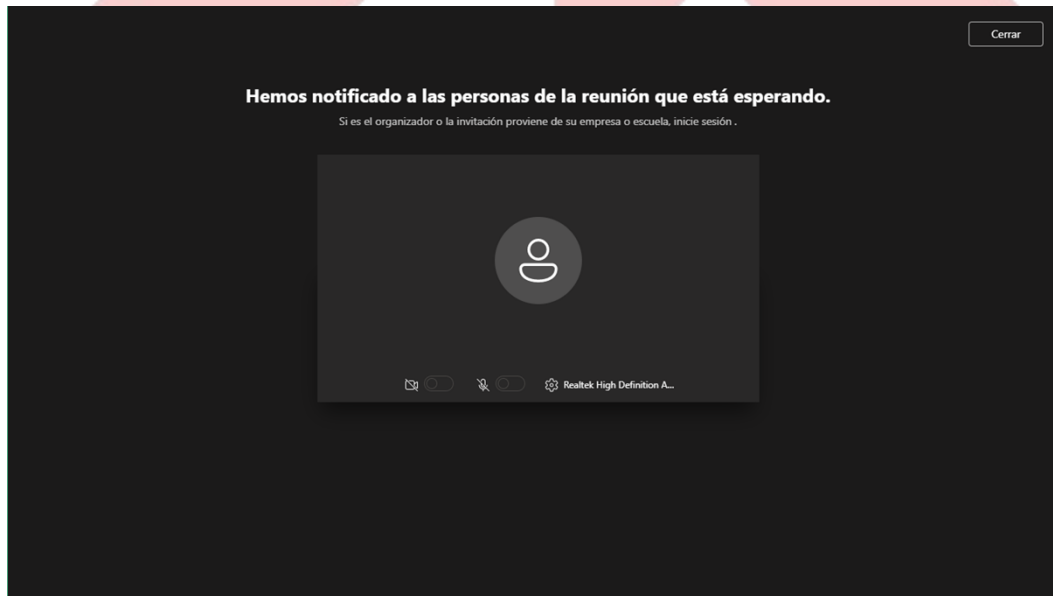 Cerrar
Hemos notificado a las personas de la reunión que está esperando.
Si es el organizador o la invitación proviene de su empresa o escuela, inicie sesión .
Realtek High Definition A...